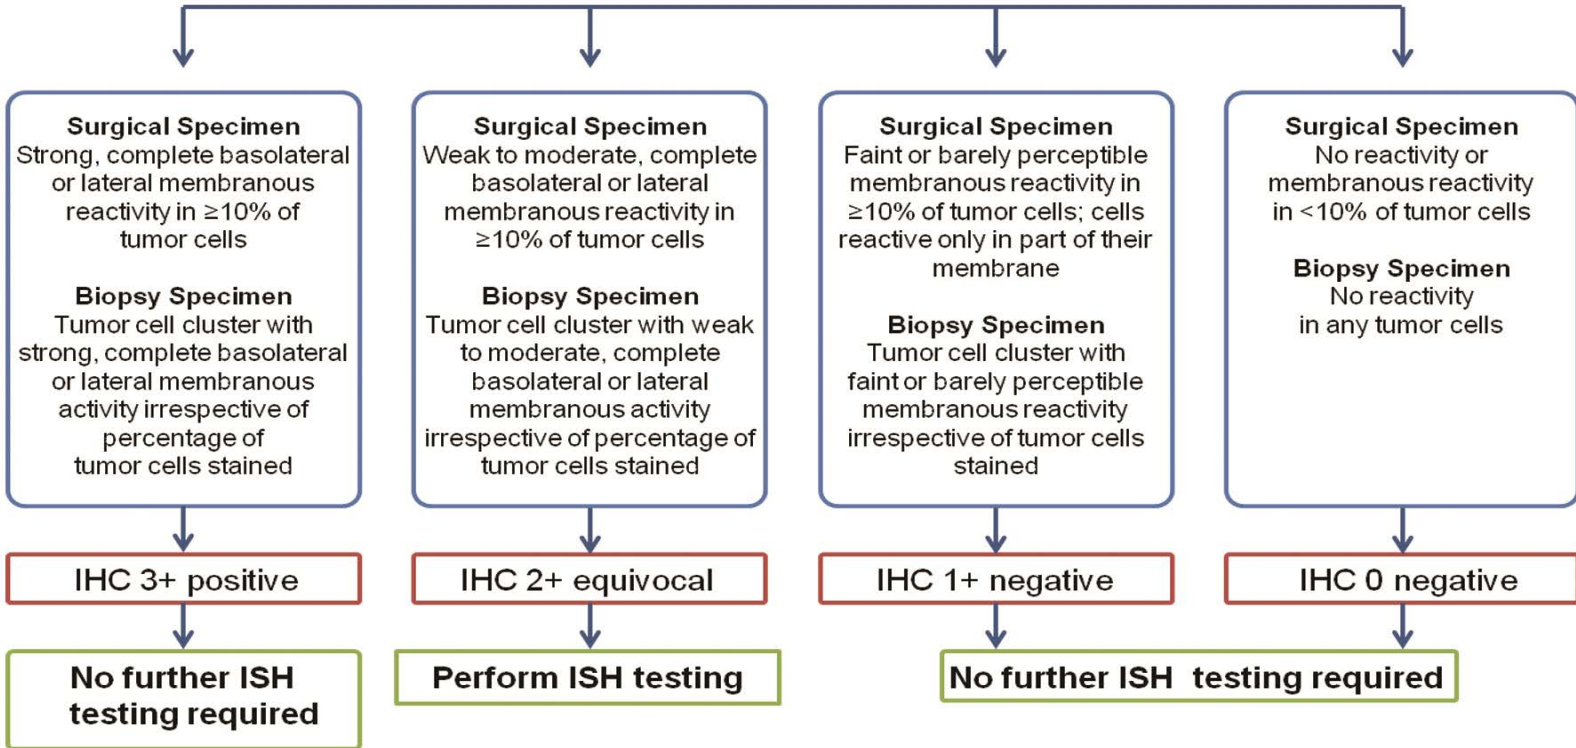 Surgical Specimen
Strong, complete basolateral
or lateral membranous
reactivity in ≥10% of
tumor cells
Biopsy Specimen
Tumor cell cluster with
strong, complete basolateral
or lateral membranous
activity irrespective of
percentage of
tumor cells stained
IHC 3+ positive
No further ISH
testing required
Surgical Specimen
Weak to moderate, complete
basolateral or lateral
membranous reactivity in
≥10% of tumor cells
Biopsy Specimen
Tumor cell cluster with weak
to moderate, complete
basolateral or lateral
membranous activity
irrespective of percentage of
tumor cells stained
IHC 2+ equivocal
Perform ISH testing
Surgical Specimen
Faint or barely perceptible
membranous reactivity in
≥10% of tumor cells; cells
reactive only in part of their
membrane
Biopsy Specimen
Tumor cell cluster with
faint or barely perceptible
membranous reactivity
irrespective of tumor cells
stained
IHC 1+ negative
Surgical Specimen
No reactivity or
membranous reactivity
in <10% of tumor cells
Biopsy Specimen
No reactivity
in any tumor cells
IHC 0 negative
No further ISH testing required